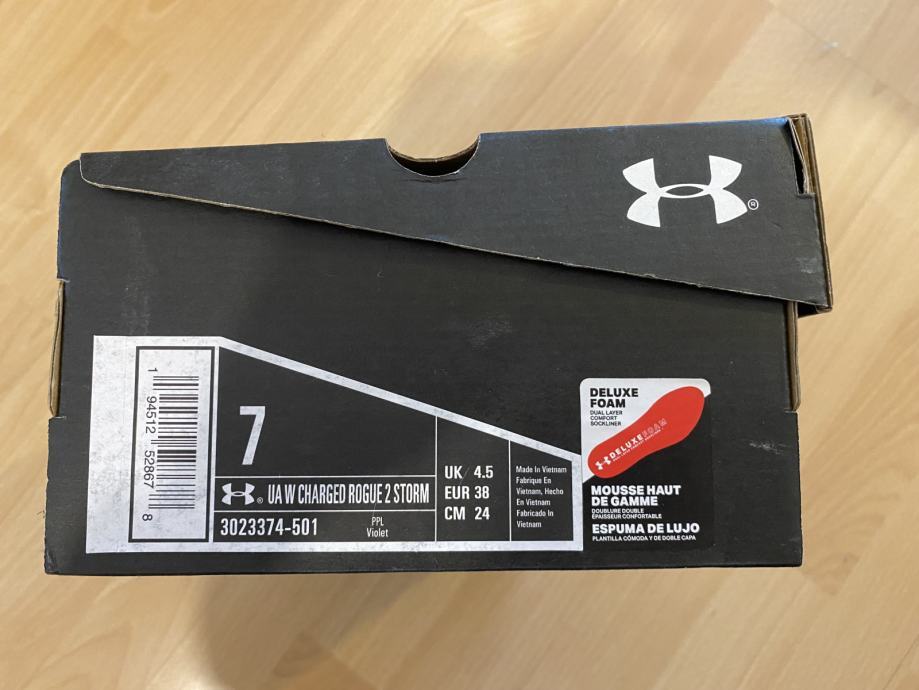 ®
1 94512 52867 8
7
® UA W CHARGED ROGUE 2 STORM
3023374-501
PPL
Violet
UK/ 4.5
EUR 38
CM 24
Made In Vietnam
Fabrique En
Vietnam, Hecho
En Vietnam
Fabricado In
Vietnam
DELUXE
FOAM
DUAL LAYER
COMFORT
SOCKLINER
DELUXEFOAM
MOUSSE HAUT
DE GAMME
DOUBLURE DOUBLE
ÉPAISSEUR CONFORTABLE
ESPUMA DE LUJO
PLANTILLA CÓMODA Y DE DOBLE CAPA